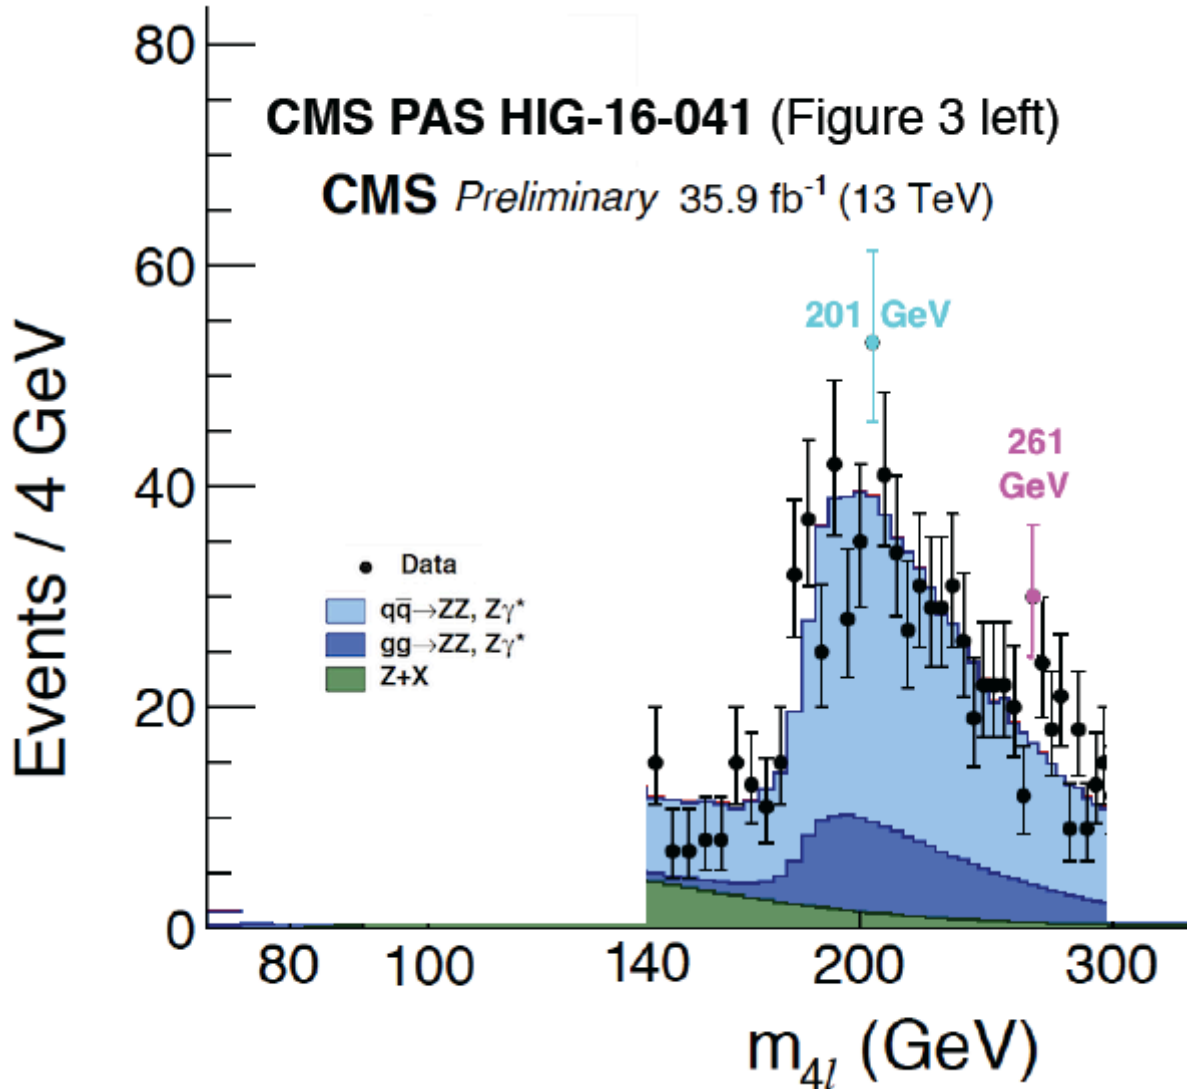 80
CMS PAS HIG-16-041 (Figure 3 left)
CMS Preliminary 35.9 fb⁻¹ (13 TeV)
60
201 GeV
261
GeV
Events / 4 GeV
40
Data
qq̄→ZZ, Zγ*
gg→ZZ, Zγ*
Z+X
20
0
80 100 140 200 300
m₄ₗ (GeV)